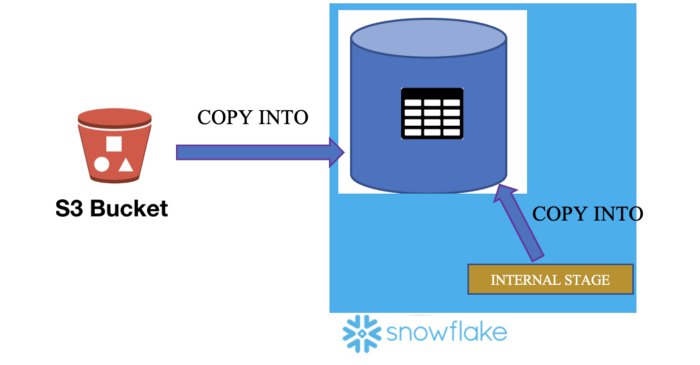 COPY INTO
S3 Bucket
COPY INTO
INTERNAL STAGE
snowflake